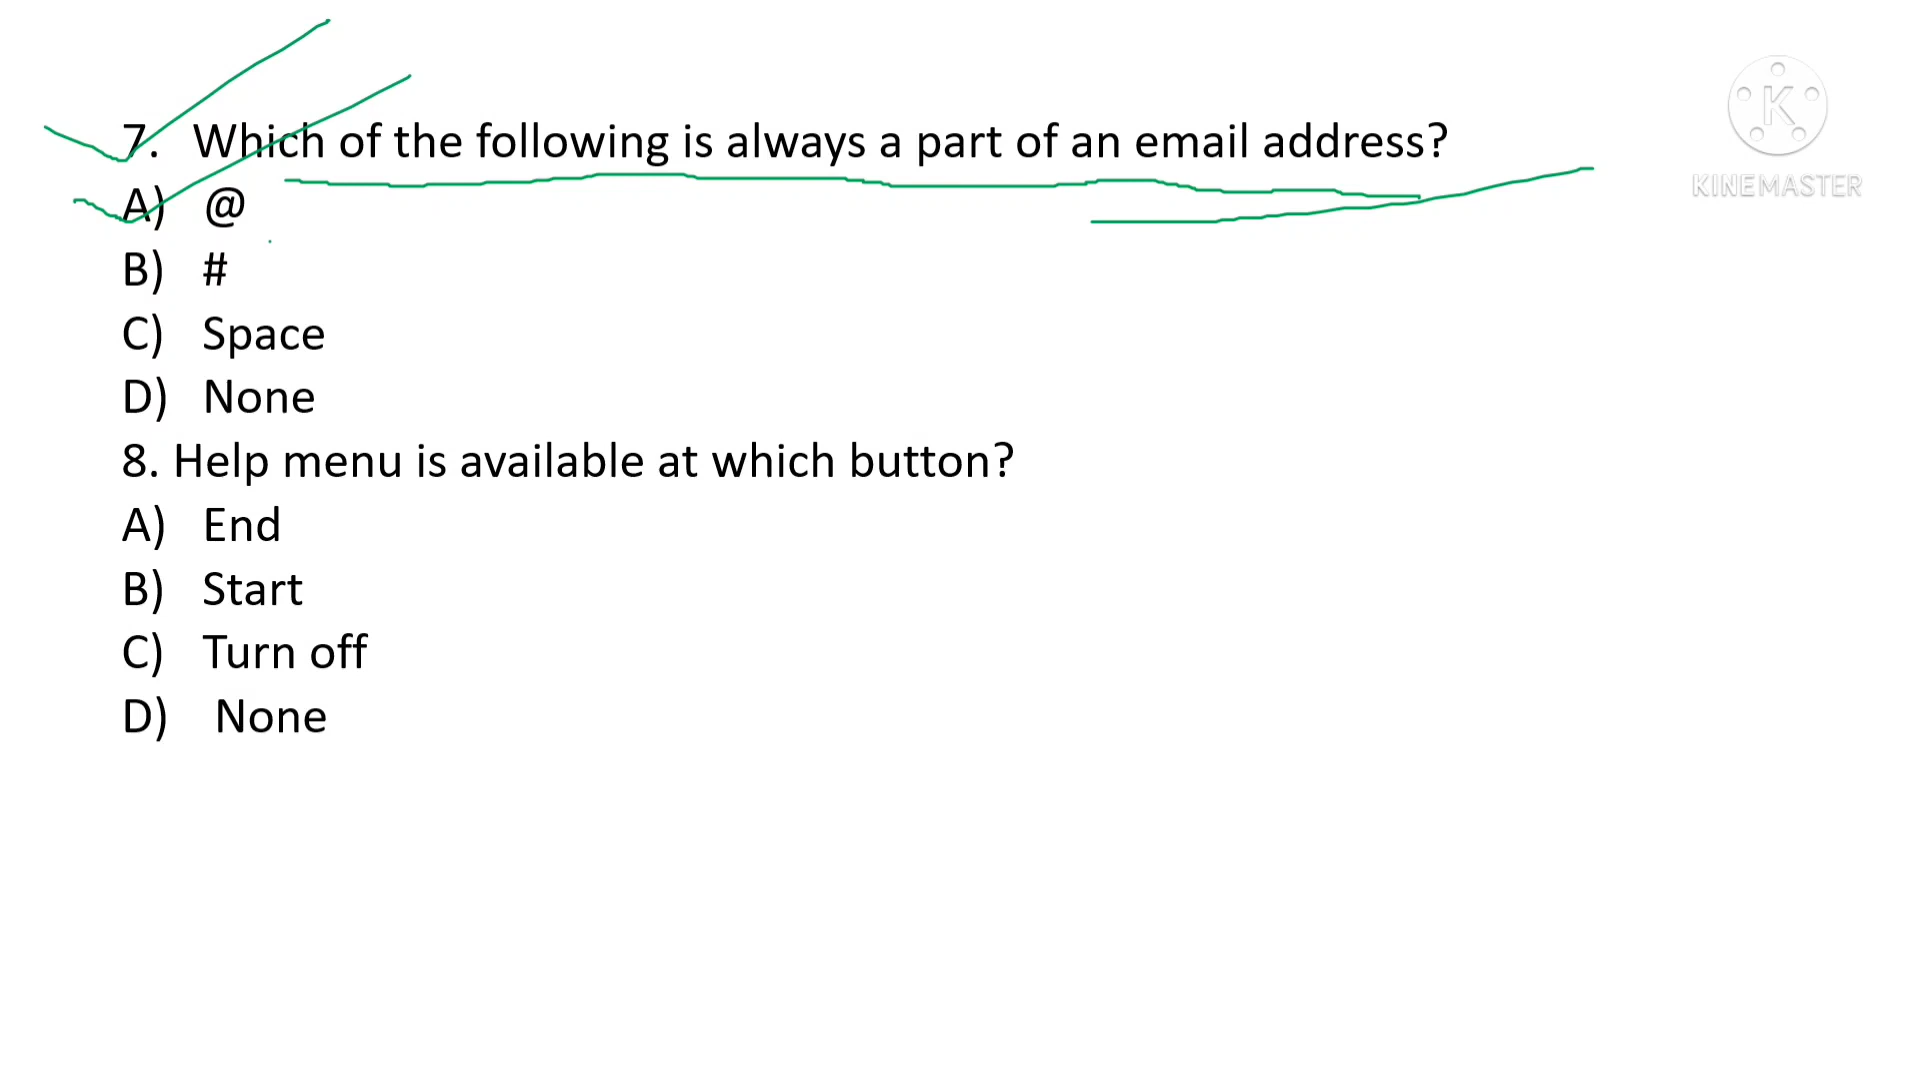 7. Which of the following is always a part of an email address?
A) @
B) #
C) Space
D) None
8. Help menu is available at which button?
A) End
B) Start
C) Turn off
D) None
K
KINEMASTER